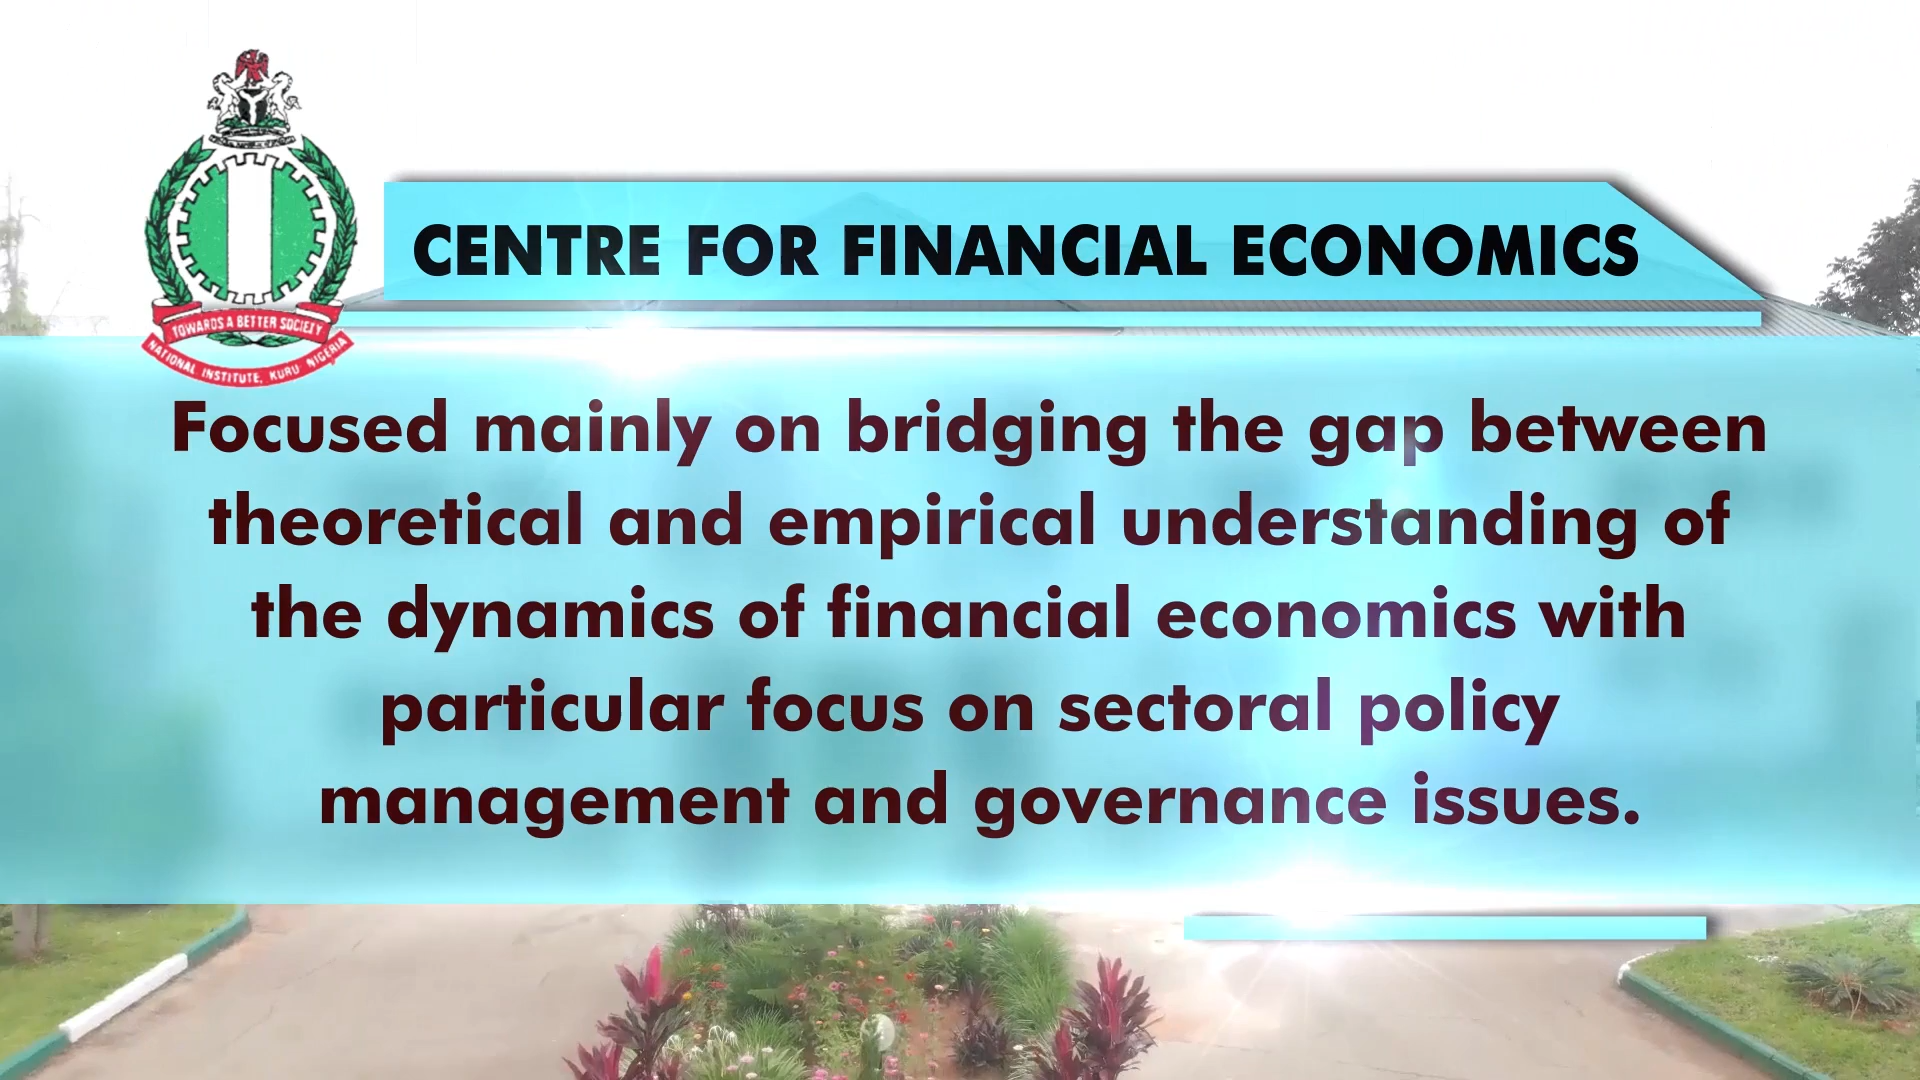 CENTRE FOR FINANCIAL ECONOMICS
TOWARDS A BETTER SOCIETY
NATIONAL INSTITUTE, KURU NIGERIA
Focused mainly on bridging the gap between
theoretical and empirical understanding of
the dynamics of financial economics with
particular focus on sectoral policy
management and governance issues.